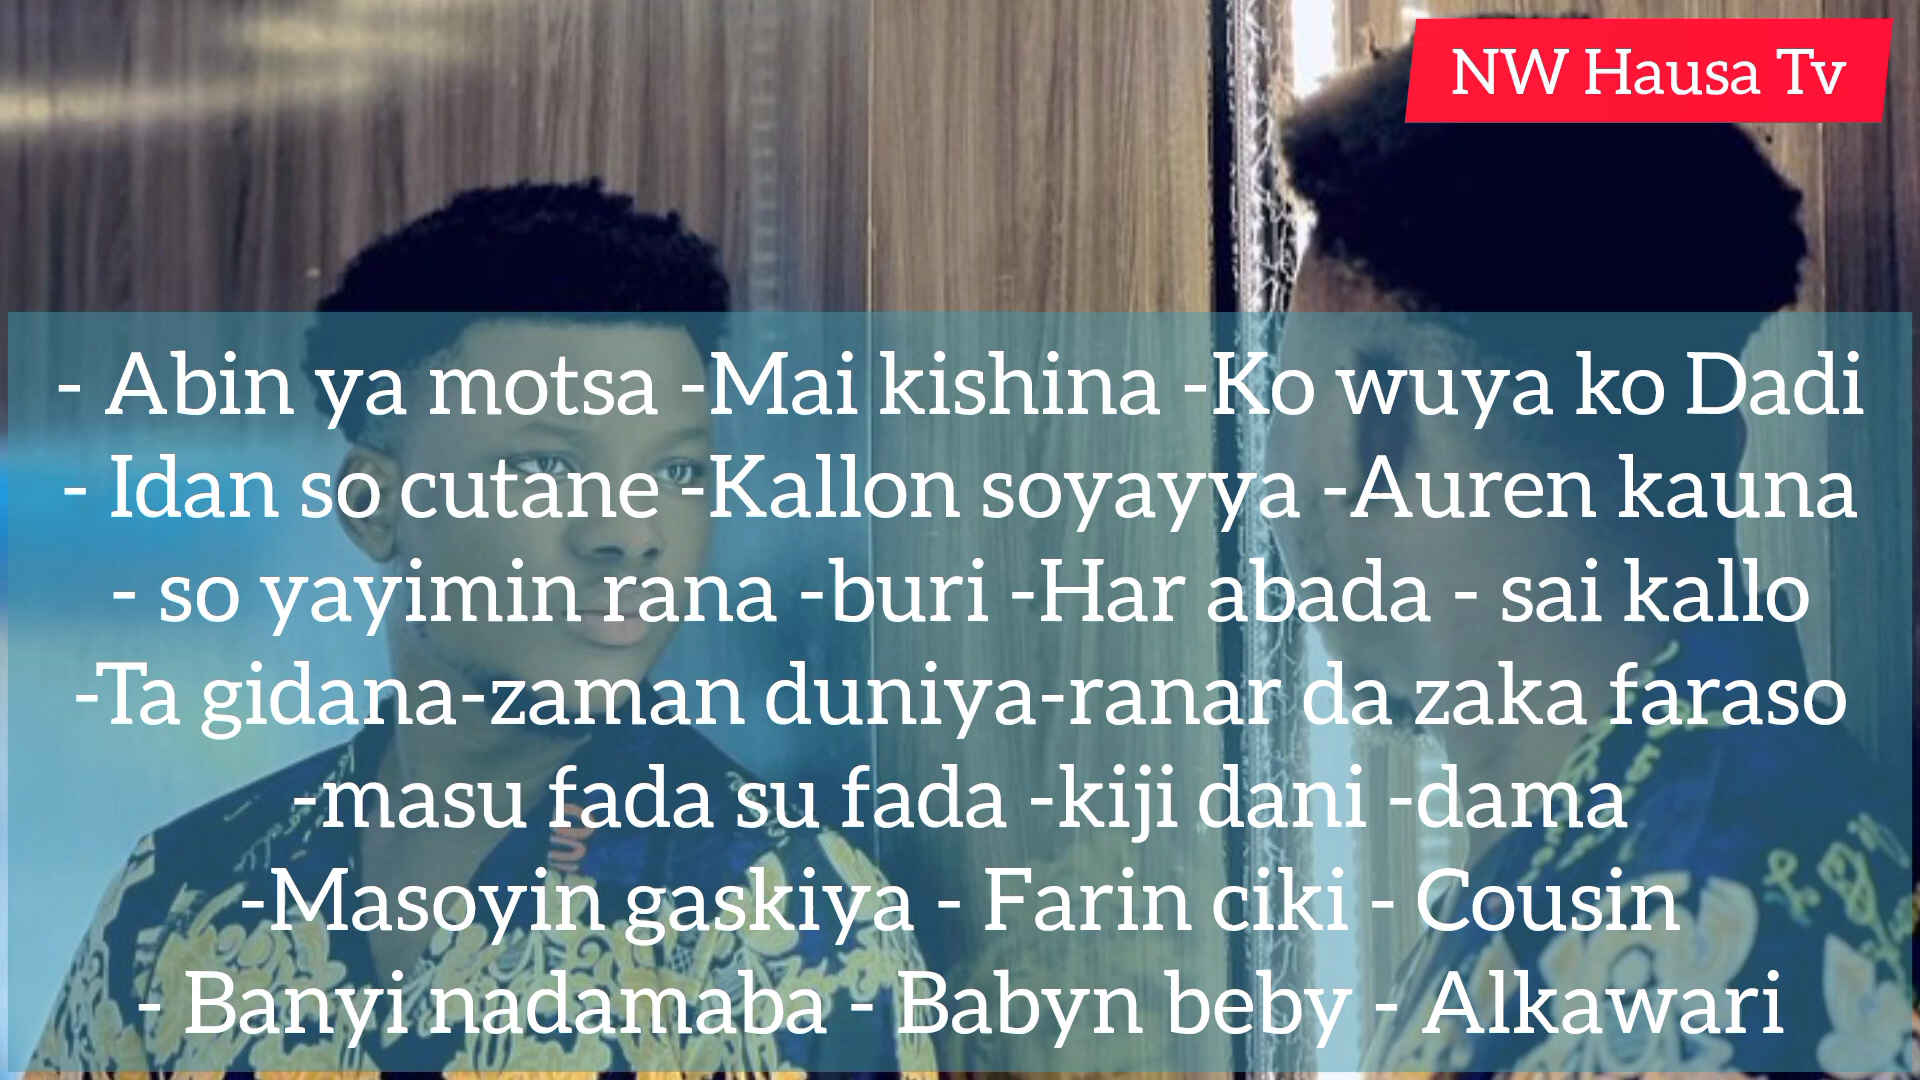 NW Hausa Tv
- Abin ya motsa -Mai kishina -Ko wuya ko Dadi
- Idan so cutane -Kallon soyayya -Auren kauna
- so yayimin rana -buri -Har abada - sai kallo
-Ta gidana-zaman duniya-ranar da zaka faraso
-masu fada su fada -kiji dani -dama
-Masoyin gaskiya - Farin ciki - Cousin
- Banyi nadamaba - Babyn beby - Alkawari